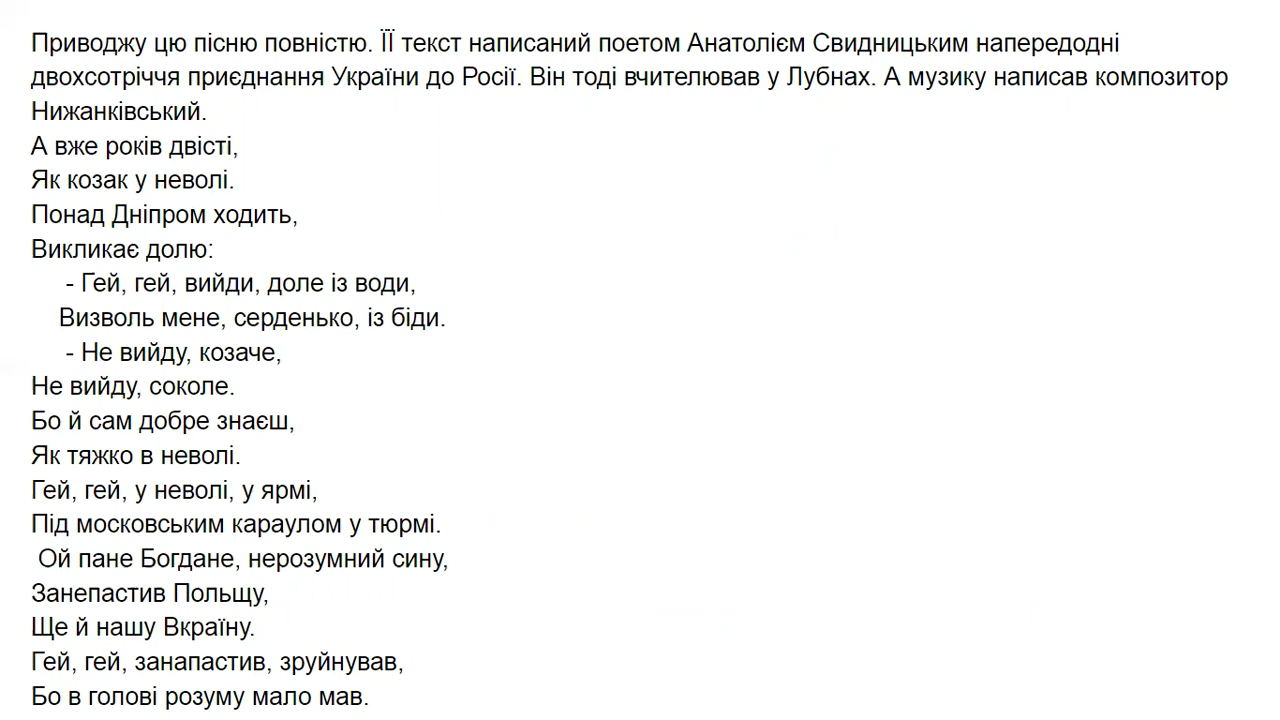 Приводжу цю пісню повністю. ЇЇ текст написаний поетом Анатолієм Свидницьким напередодні
двохсотріччя приєднання України до Росії. Він тоді вчителював у Лубнах. А музику написав композитор
Нижанківський.
А вже років двісті,
Як козак у неволі.
Понад Дніпром ходить,
Викликає долю:
- Гей, гей, вийди, доле із води,
Визволь мене, серденько, із біди.
- Не вийду, козаче,
Не вийду, соколе.
Бо й сам добре знаєш,
Як тяжко в неволі.
Гей, гей, у неволі, у ярмі,
Під московським караулом у тюрмі.
Ой пане Богдане, нерозумний сину,
Занепастив Польщу,
Ще й нашу Вкраїну.
Гей, гей, занапастив, зруйнував,
Бо в голові розуму мало мав.